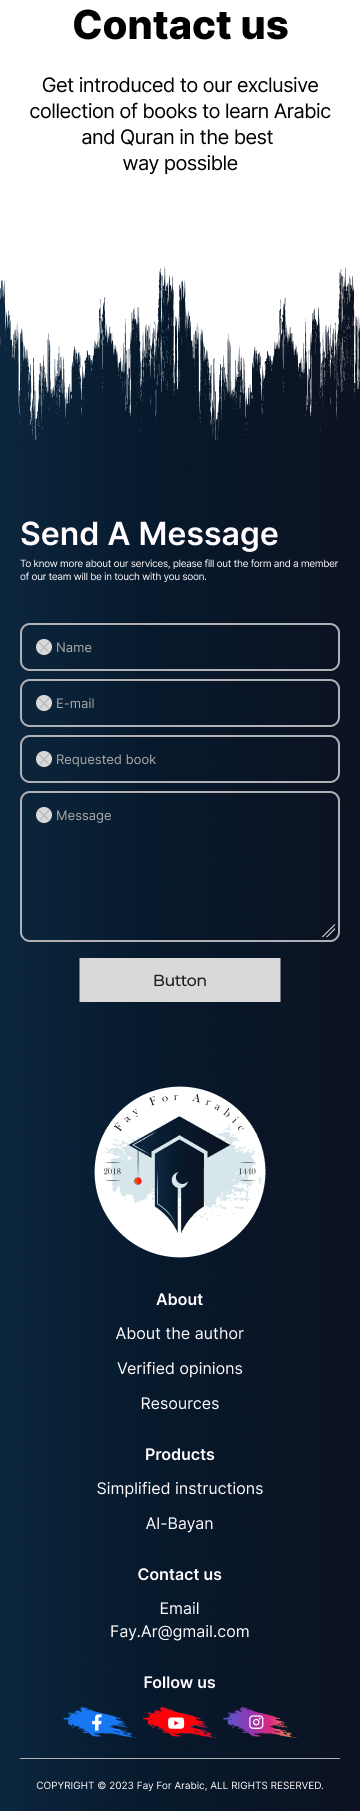 Contact us
Get introduced to our exclusive
collection of books to learn Arabic
and Quran in the best
way possible
Send A Message
To know more about our services, please fill out the form and a member
of our team will be in touch with you soon.
Name
E-mail
Requested book
Message
Button
Fay For Arabic
2018
1440
About
About the author
Verified opinions
Resources
Products
Simplified instructions
Al-Bayan
Contact us
Email
Fay.Ar@gmail.com
Follow us
COPYRIGHT © 2023 Fay For Arabic, ALL RIGHTS RESERVED.